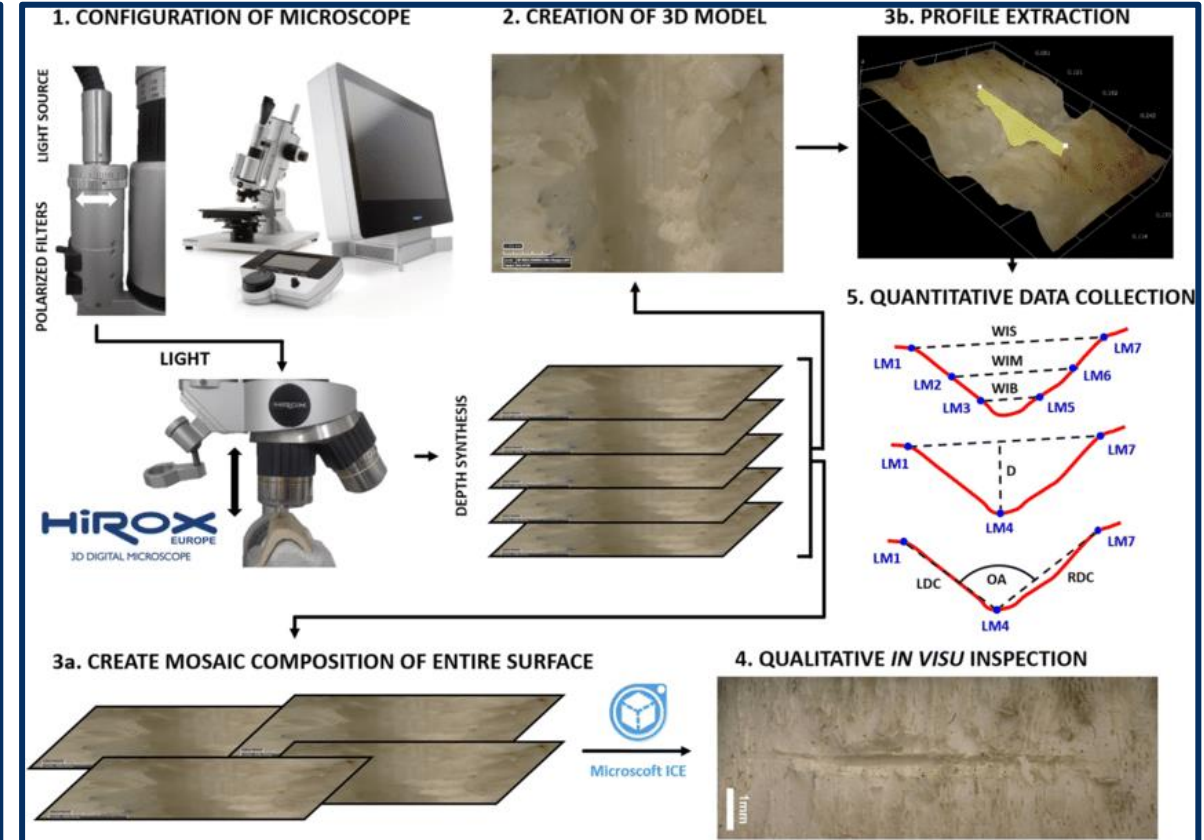 1. CONFIGURATION OF MICROSCOPE
LIGHT SOURCE
POLARIZED FILTERS
LIGHT
HiROX
HiROX
EUROPE
3D DIGITAL MICROSCOPE
DEPTH SYNTHESIS
2. CREATION OF 3D MODEL
3b. PROFILE EXTRACTION
5. QUANTITATIVE DATA COLLECTION
WIS
LM1
LM7
WIM
LM2
LM6
WIB
LM3
LM5
LM1
LM7
D
LM4
LM1
LM7
LDC
OA
RDC
LM4
3a. CREATE MOSAIC COMPOSITION OF ENTIRE SURFACE
Microscoft ICE
4. QUALITATIVE IN VISU INSPECTION
1mm